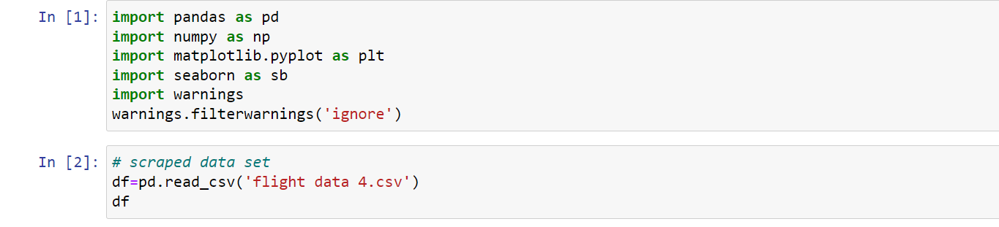 In [1]: import pandas as pd
import numpy as np
import matplotlib.pyplot as plt
import seaborn as sb
import warnings
warnings.filterwarnings('ignore')
In [2]: # scraped data set
df=pd.read_csv('flight data 4.csv')
df